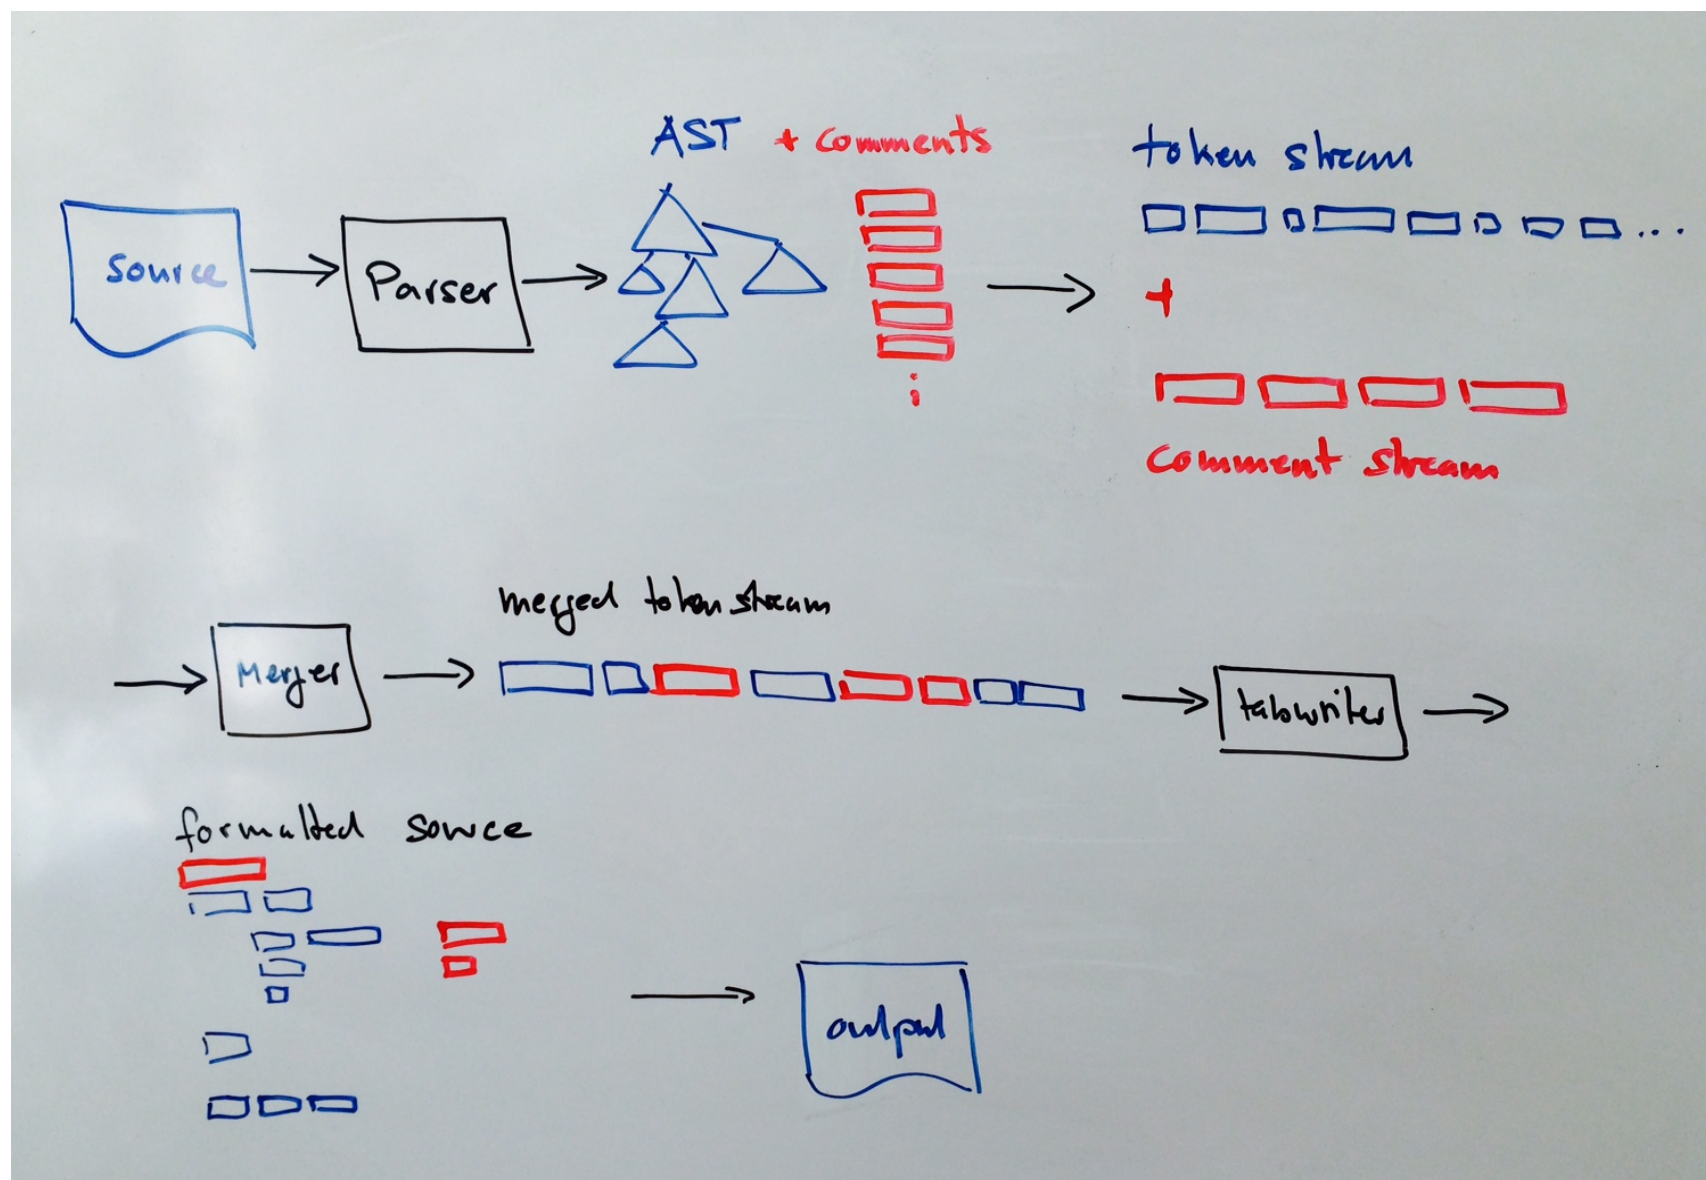 AST + comments
token stream
source
Parser
...
+
comment stream
merged token stream
Merger
tabwriter
formatted source
output